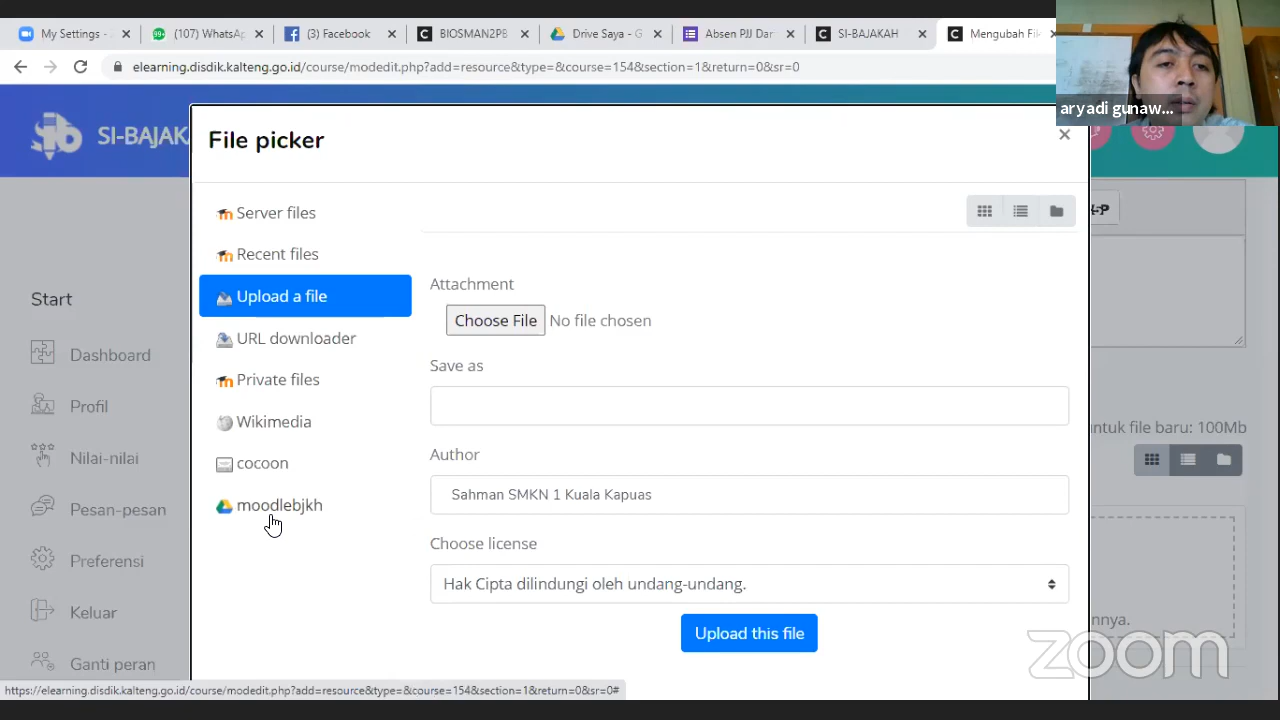 My Settings -
(107) WhatsAp
(3) Facebook
BIOSMAN2PB
Drive Saya - G
Absen PJJ Dar
SI-BAJAKAH
Mengubah Fil
elearning.disdik.kalteng.go.id/course/modedit.php?add=resource&type=&course=154&section=1&return=0&sr=0
aryadi gunaw...
SI-BAJAK
File picker
Server files
Recent files
Upload a file
URL downloader
Private files
Wikimedia
cocoon
moodlebjkh
Attachment
Choose File No file chosen
Save as
Author
Sahman SMKN 1 Kuala Kapuas
Choose license
Hak Cipta dilindungi oleh undang-undang.
Upload this file
Start
Dashboard
Profil
Nilai-nilai
Pesan-pesan
Preferensi
Keluar
Ganti peran
untuk file baru: 100Mb
nnya.
zoom
https://elearning.disdik.kalteng.go.id/course/modedit.php?add=resource&type=&course=154&section=1&return=0&sr=0#